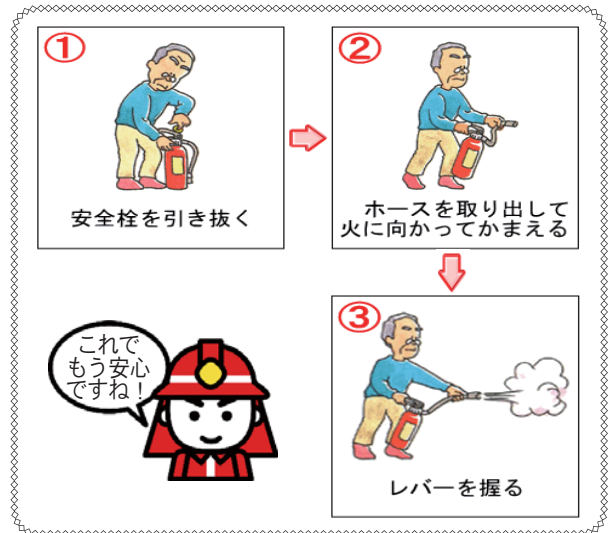 ①
安全栓を引き抜く
②
ホースを取り出して
火に向かってかまえる
③
レバーを握る
これで
もう安心
ですね！